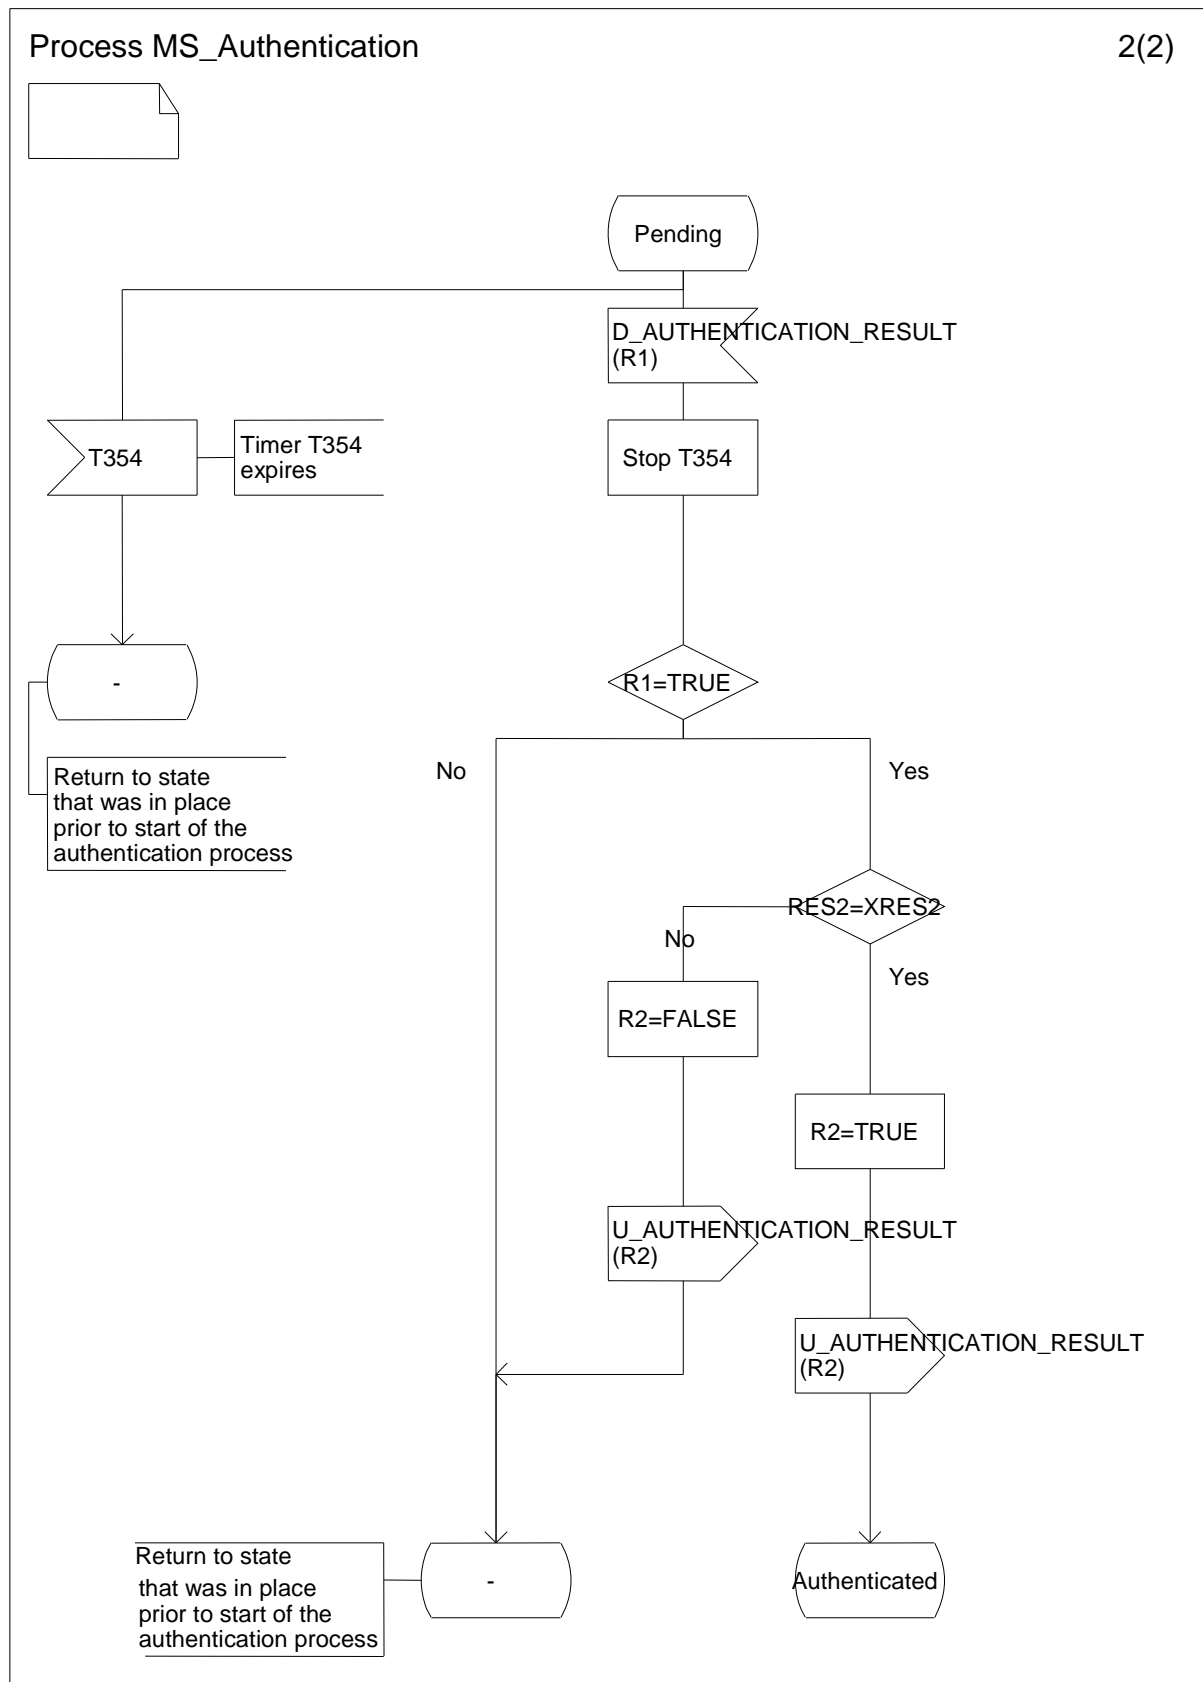 Process MS_Authentication
2(2)
Pending
D_AUTHENTICATION_RESULT
(R1)
T354
Timer T354
expires
Stop T354
-
R1=TRUE
No
Yes
Return to state
that was in place
prior to start of the
authentication process
RES2=XRES2
No
Yes
R2=FALSE
R2=TRUE
U_AUTHENTICATION_RESULT
(R2)
U_AUTHENTICATION_RESULT
(R2)
Return to state
that was in place
prior to start of the
authentication process
-
Authenticated